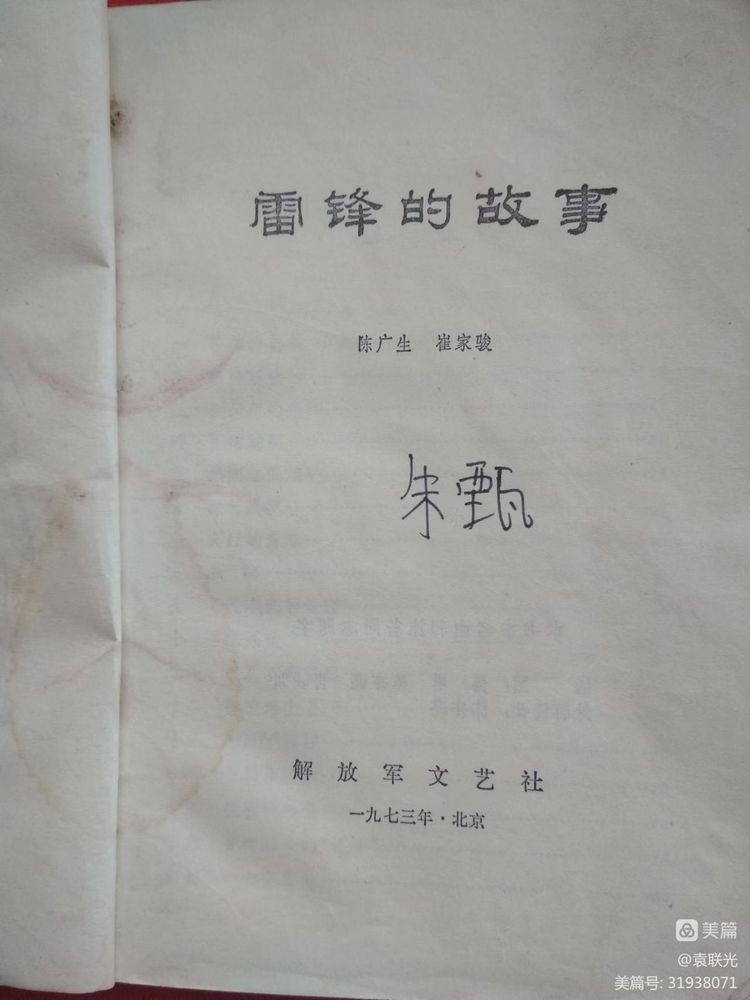 雷锋的故事
陈广生 崔家骏
朱甄
解放军文艺社
一九七三年·北京
美篇
@袁联光
美篇号: 31938071